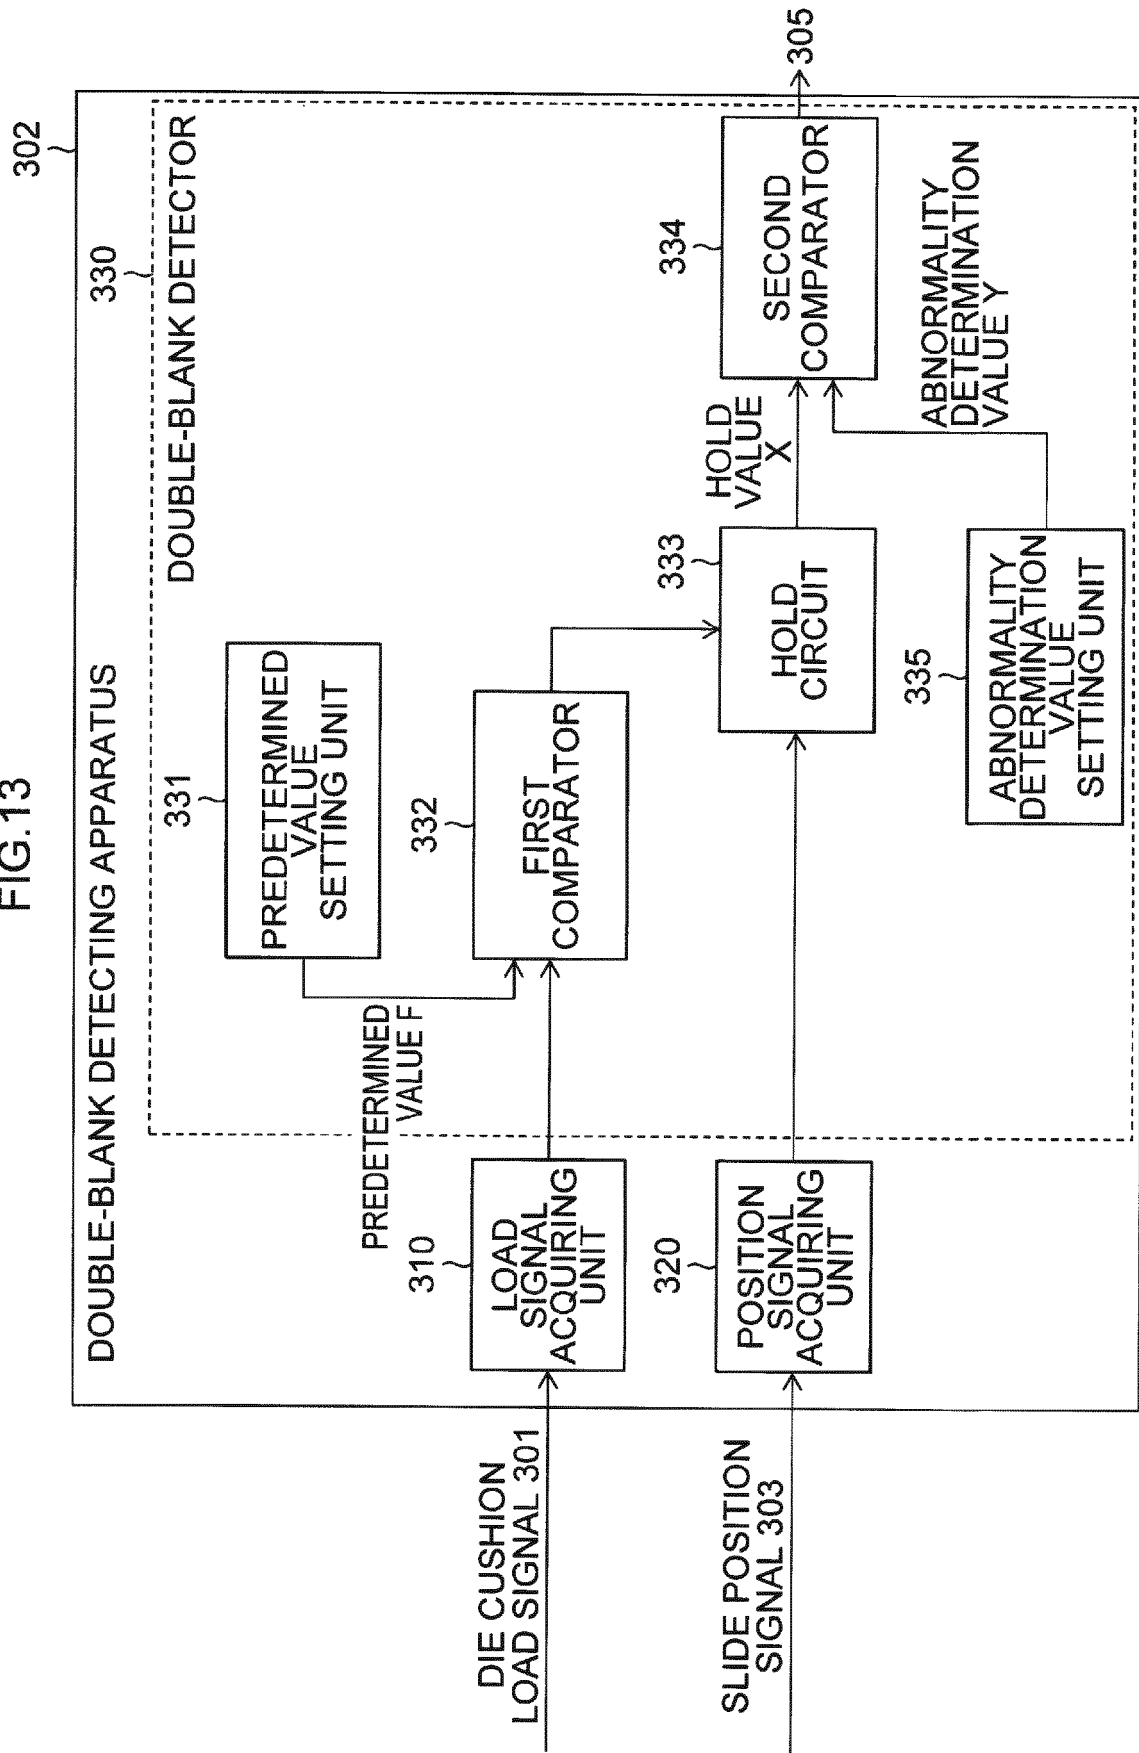 FIG.13
302
DOUBLE-BLANK DETECTING APPARATUS
330
DOUBLE-BLANK DETECTOR
331
PREDETERMINED
VALUE
SETTING UNIT
PREDETERMINED
VALUE F
332
FIRST
COMPARATOR
310
LOAD
SIGNAL
ACQUIRING
UNIT
DIE CUSHION
LOAD SIGNAL 301
320
POSITION
SIGNAL
ACQUIRING
UNIT
SLIDE POSITION
SIGNAL 303
333
HOLD
CIRCUIT
HOLD
VALUE
X
334
SECOND
COMPARATOR
305
335
ABNORMALITY
DETERMINATION
VALUE
SETTING UNIT
ABNORMALITY
DETERMINATION
VALUE Y